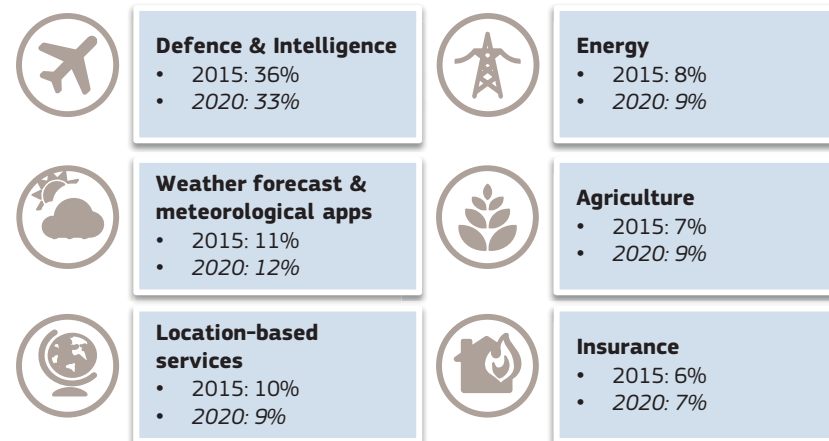 Defence & Intelligence
• 2015: 36%
• 2020: 33%
Energy
• 2015: 8%
• 2020: 9%
Weather forecast &
meteorological apps
• 2015: 11%
• 2020: 12%
Agriculture
• 2015: 7%
• 2020: 9%
Location-based
services
• 2015: 10%
• 2020: 9%
Insurance
• 2015: 6%
• 2020: 7%